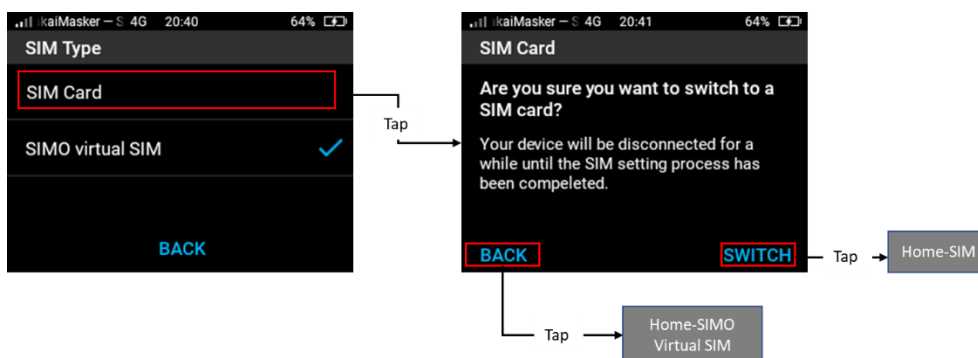 kaiMasker – S 4G 20:40 64%
SIM Type
SIM Card
SIMO virtual SIM
BACK
Tap
kaiMasker – S 4G 20:41 64%
SIM Card
Are you sure you want to switch to a
SIM card?
Your device will be disconnected for a
while until the SIM setting process has
been compeleted.
BACK
SWITCH
Tap
Home-SIM
Tap
Home-SIMO
Virtual SIM